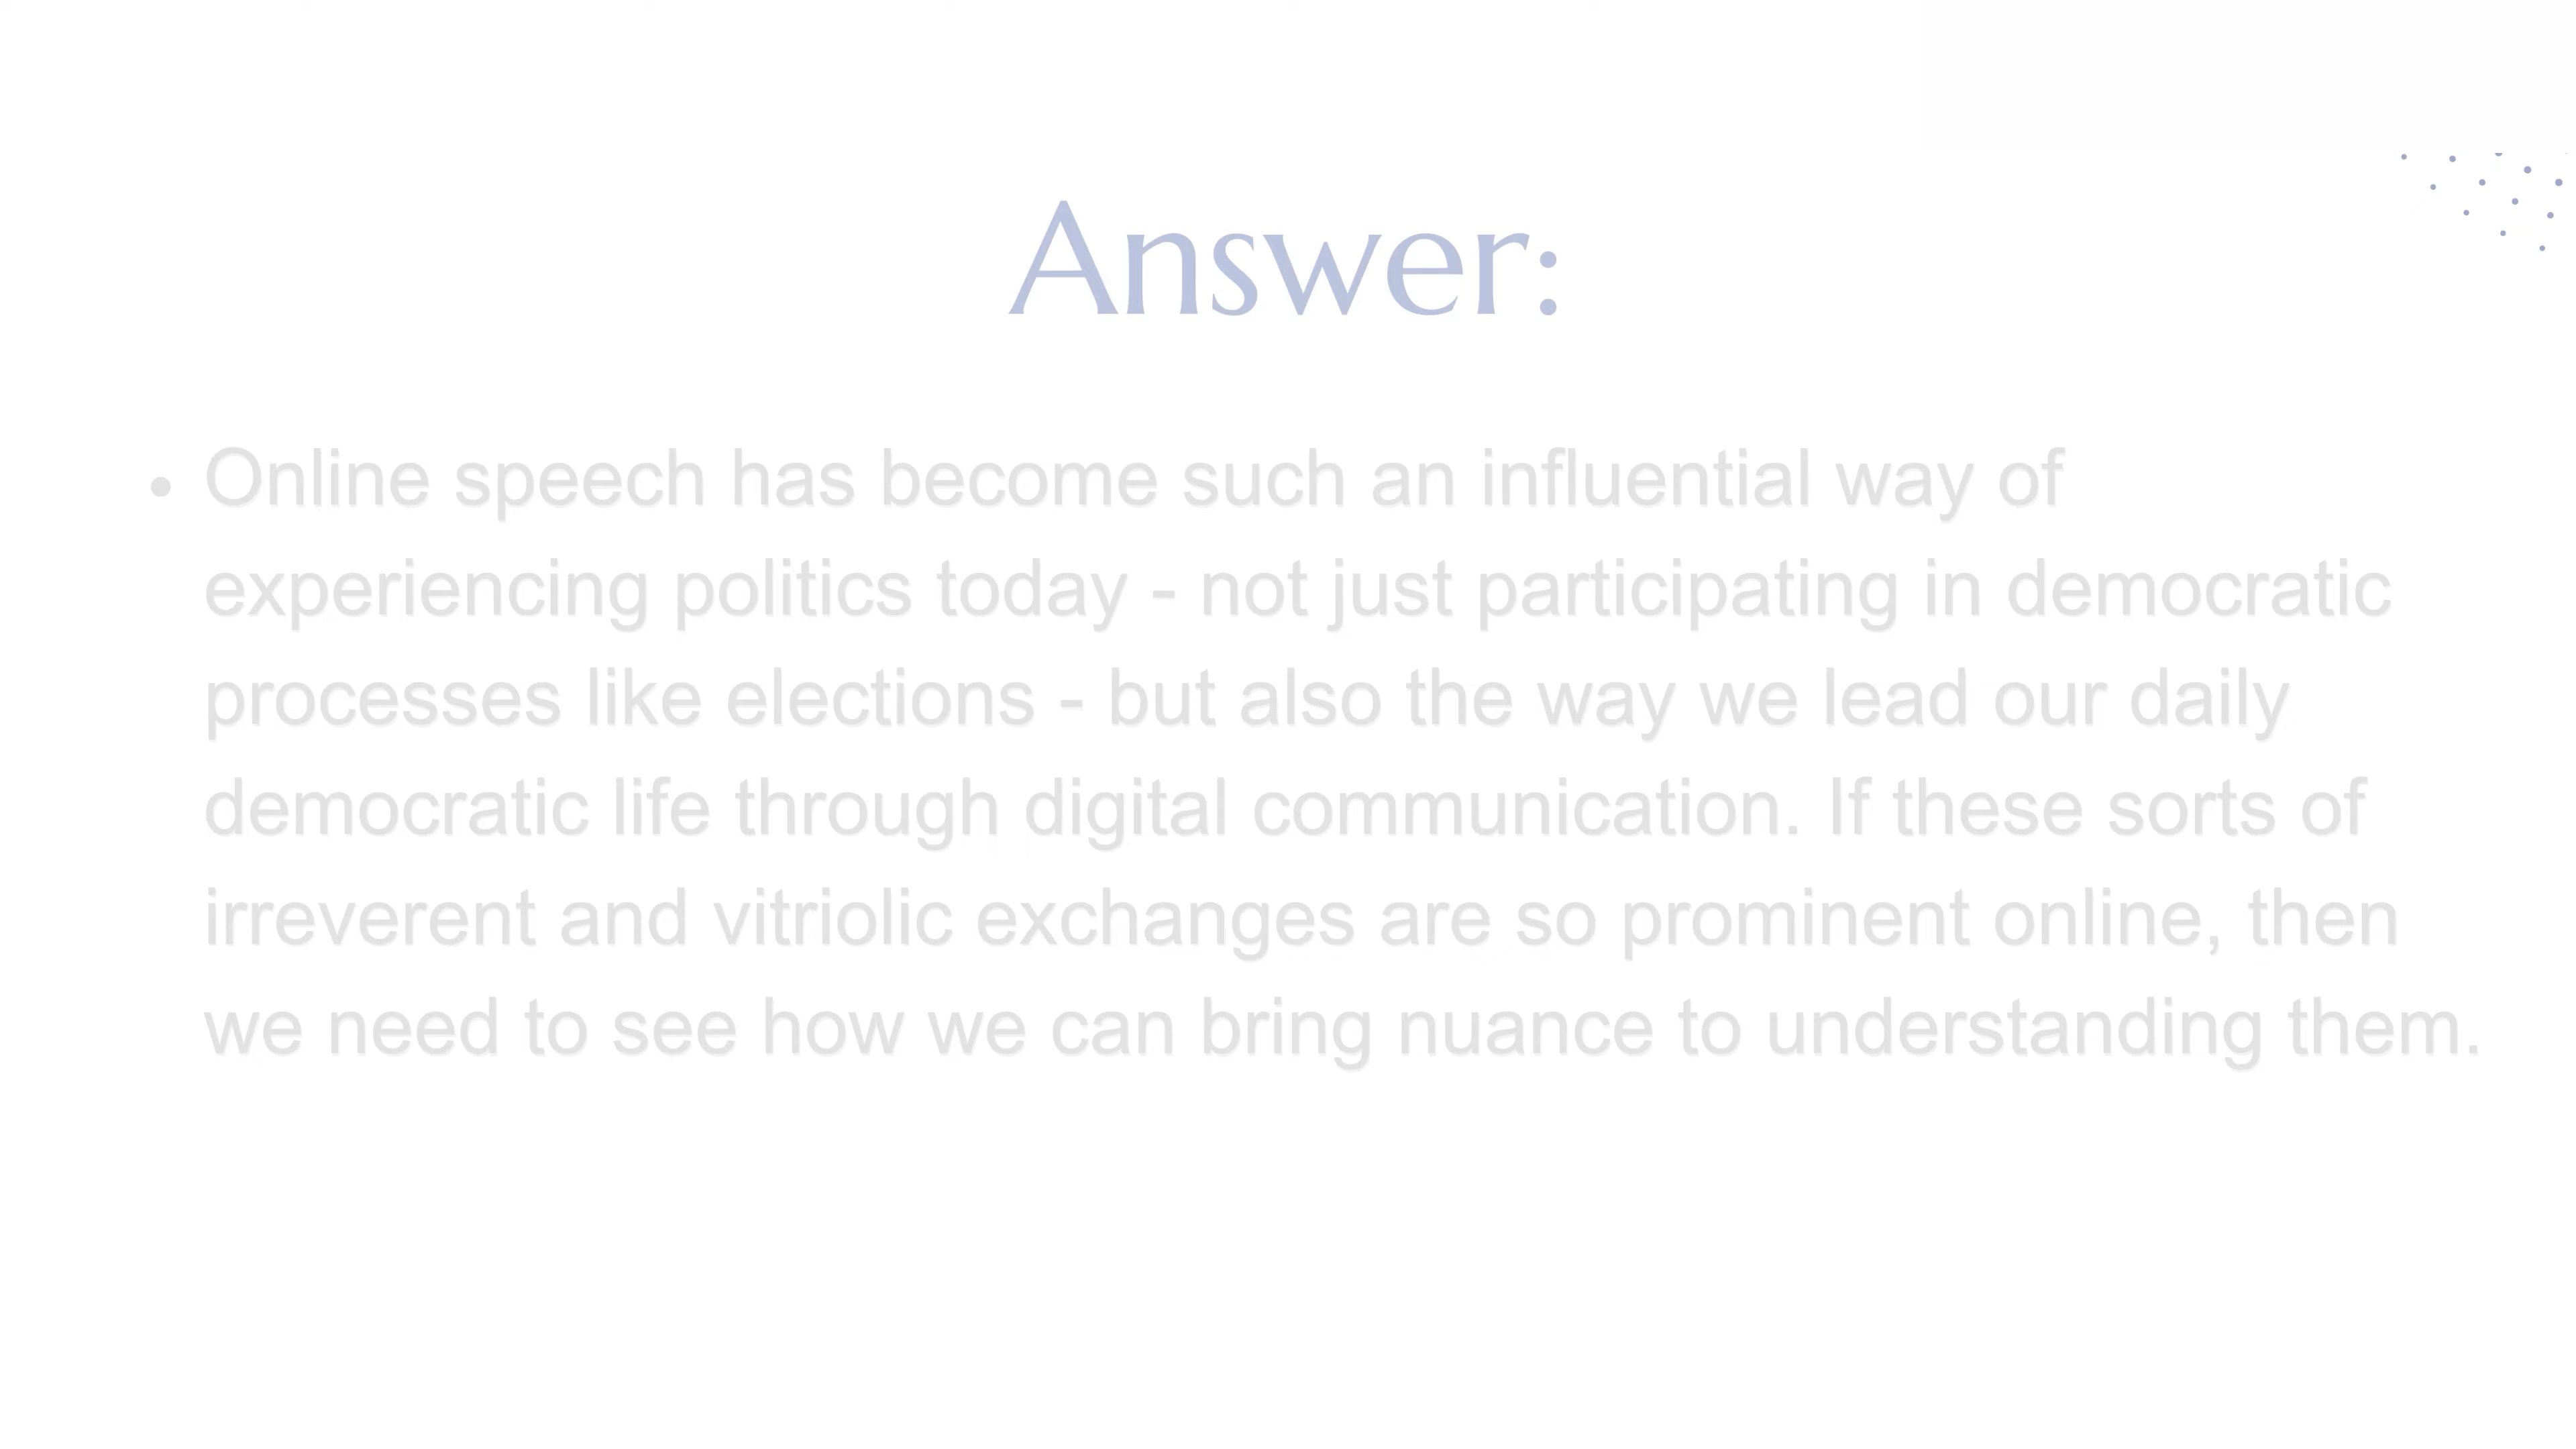 Answer:
• Online speech has become such an influential way of
experiencing politics today - not just participating in democratic
processes like elections - but also the way we lead our daily
democratic life through digital communication. If these sorts of
irreverent and vitriolic exchanges are so prominent online, then
we need to see how we can bring nuance to understanding them.